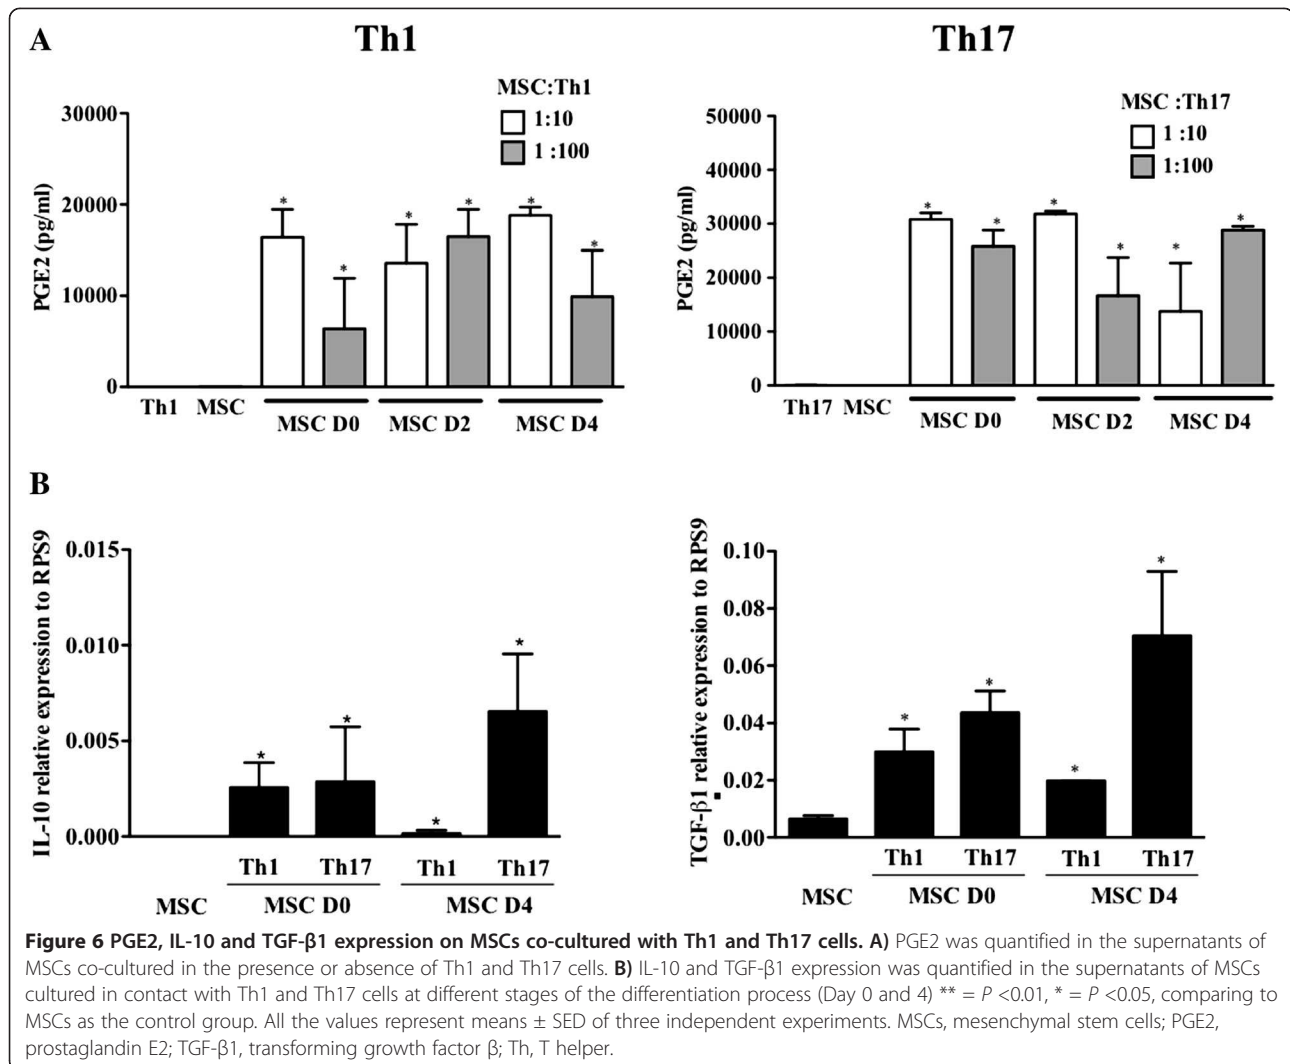 A
Th1
Th17
MSC:Th1
1:10
1 :100
30000
20000
10000
0
PGE2 (pg/ml)
* * * * * *
Th1 MSC
MSC D0 MSC D2 MSC D4
MSC :Th17
1 :10
1:100
50000
40000
30000
20000
10000
0
PGE2 (pg/ml)
* * * * * *
Th17 MSC
MSC D0 MSC D2 MSC D4
B
0.015
0.010
0.005
0.000
IL-10 relative expression to RPS9
* * * *
Th1 Th17 Th1 Th17
MSC MSC D0 MSC D4
0.10
0.08
0.06
0.04
0.02
0.00
TGF-β1 relative expression to RPS9
* * * *
Th1 Th17 Th1 Th17
MSC MSC D0 MSC D4
Figure 6 PGE2, IL-10 and TGF-β1 expression on MSCs co-cultured with Th1 and Th17 cells. A) PGE2 was quantified in the supernatants of
MSCs co-cultured in the presence or absence of Th1 and Th17 cells. B) IL-10 and TGF-β1 expression was quantified in the supernatants of MSCs
cultured in contact with Th1 and Th17 cells at different stages of the differentiation process (Day 0 and 4) ** = P <0.01, * = P <0.05, comparing to
MSCs as the control group. All the values represent means ± SED of three independent experiments. MSCs, mesenchymal stem cells; PGE2,
prostaglandin E2; TGF-β1, transforming growth factor β; Th, T helper.